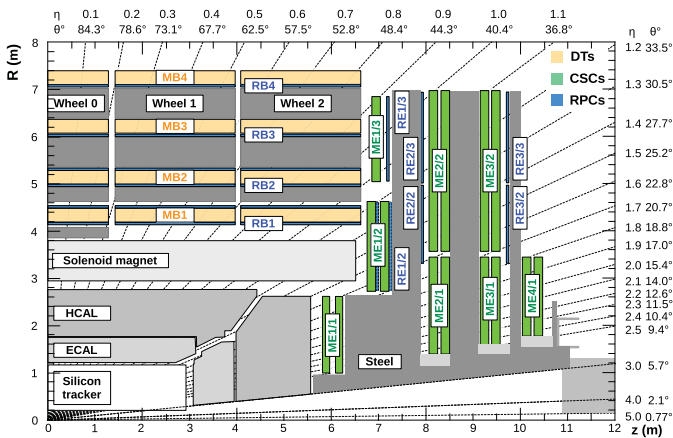 η 0.1 0.2 0.3 0.4 0.5 0.6 0.7 0.8 0.9 1.0 1.1
θ° 84.3° 78.6° 73.1° 67.7° 62.5° 57.5° 52.8° 48.4° 44.3° 40.4° 36.8°
η θ°
R (m)
8
7
6
5
4
3
2
1
0
1.2 33.5°
1.3 30.5°
1.4 27.7°
1.5 25.2°
1.6 22.8°
1.7 20.7°
1.8 18.8°
1.9 17.0°
2.0 15.4°
2.1 14.0°
2.2 12.6°
2.3 11.5°
2.4 10.4°
2.5 9.4°
3.0 5.7°
4.0 2.1°
5.0 0.77°
DTs
CSCs
RPCs
MB4
RB4
Wheel 0
Wheel 1
Wheel 2
MB3
RB3
MB2
RB2
MB1
RB1
Solenoid magnet
HCAL
ECAL
Silicon
tracker
Steel
ME1/3
RE1/3
RE2/3
ME2/2
ME3/2
RE3/3
ME1/2
RE2/2
RE3/2
RE1/2
ME1/1
ME2/1
ME3/1
ME4/1
0 1 2 3 4 5 6 7 8 9 10 11 12
z (m)